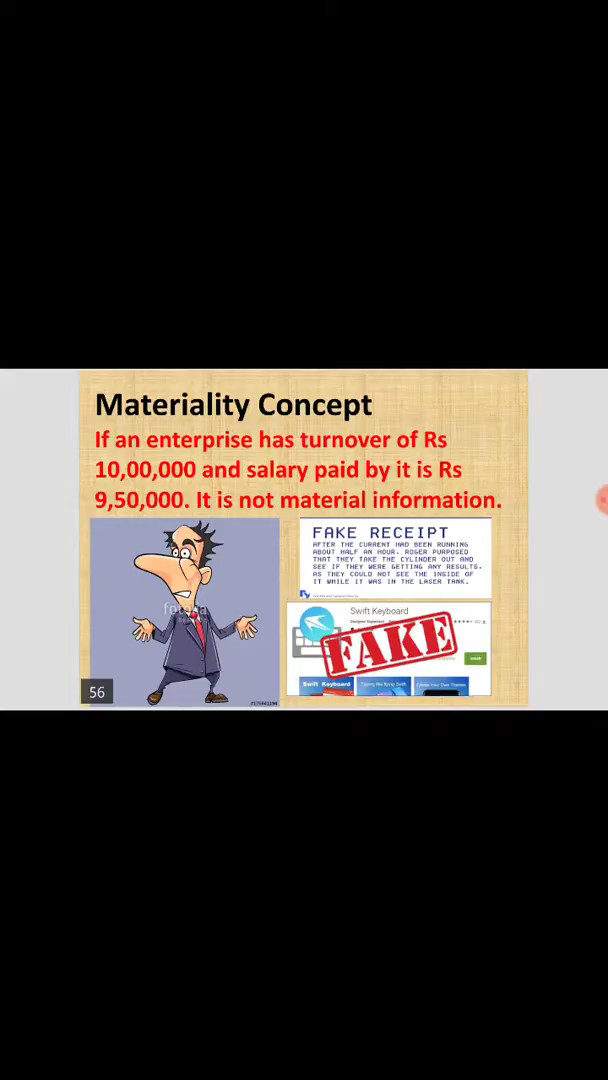 Materiality Concept
If an enterprise has turnover of Rs
10,00,000 and salary paid by it is Rs
9,50,000. It is not material information.
FAKE RECEIPT
AFTER THE CURRENT HAD BEEN RUNNING
ABOUT HALF AN HOUR. ROGER PURPOSED
THAT THEY TAKE THE CYLINDER OUT AND
SEE IF THEY WERE GETTING ANY RESULTS.
AS THEY COULD NOT SEE THE INSIDE OF
IT WHILE IT WAS IN THE LAGER TANK.
Swift Keyboard
FAKE
Swift Keyboard
56